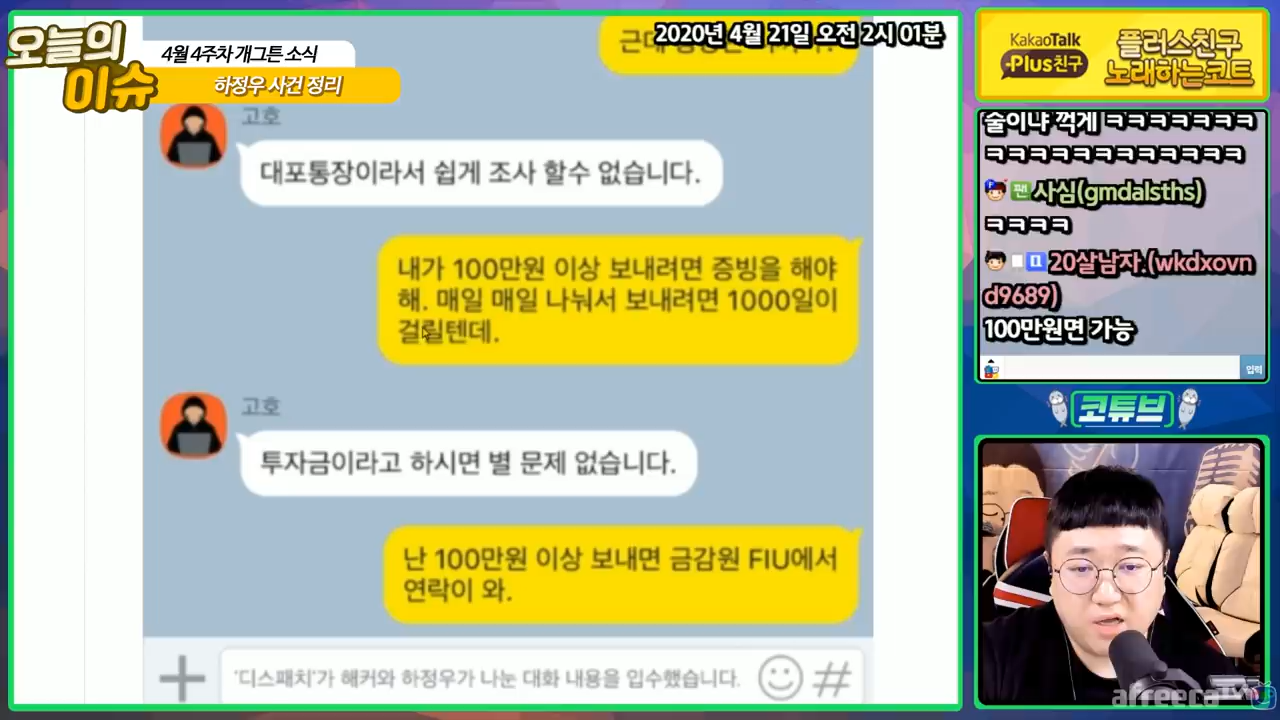 오늘의
이슈
4월 4주차 개그튼 소식
하정우 사건 정리
2020년 4월 21일 오전 2시 01분
고호
대포통장이라서 쉽게 조사 할수 없습니다.
내가 100만원 이상 보내려면 증빙을 해야
해. 매일 매일 나눠서 보내려면 1000일이
걸릴텐데.
고호
투자금이라고 하시면 별 문제 없습니다.
난 100만원 이상 보내면 금감원 FIU에서
연락이 와.
'디스패치'가 해커와 하정우가 나눈 대화 내용을 입수했습니다.
#
KakaoTalk
Plus친구
플러스친구
노래하는코트
술이냐 꺽게 ㅋㅋㅋㅋㅋㅋㅋ
ㅋㅋㅋㅋㅋㅋㅋㅋㅋㅋㅋㅋ
팬 사심(gmdalsths)
ㅋㅋㅋㅋ
20살남자.(wkdxovn
d9689)
100만원면 가능
입력
코튜브
afreecaTV